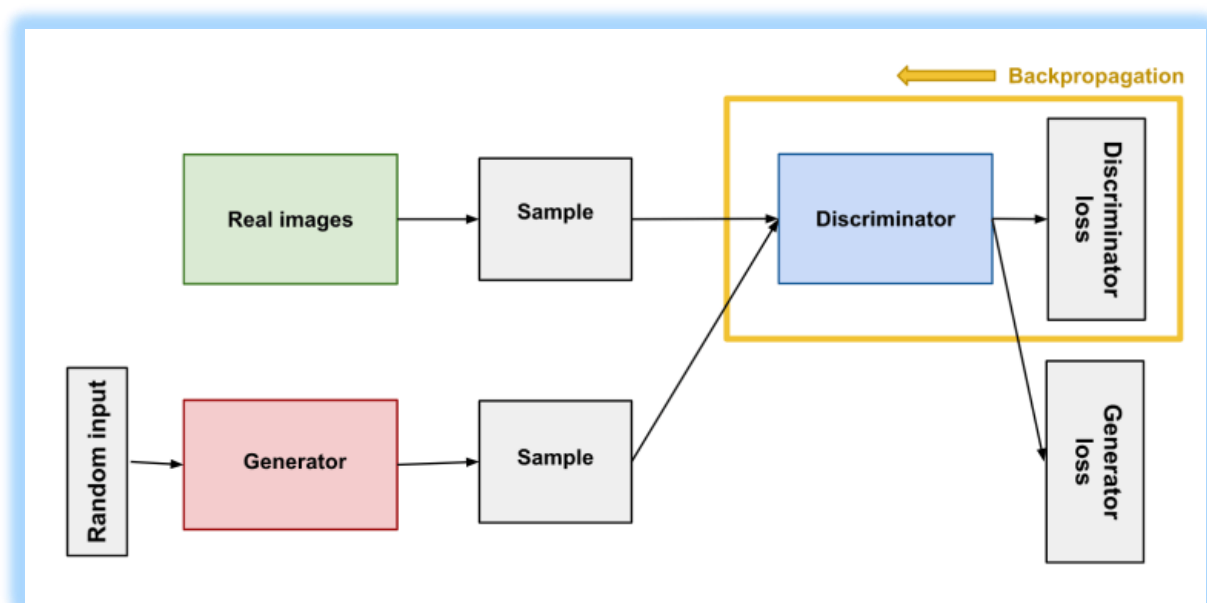 Backpropagation
Real images
Sample
Discriminator
Discriminator
loss
Random input
Generator
Sample
Generator
loss